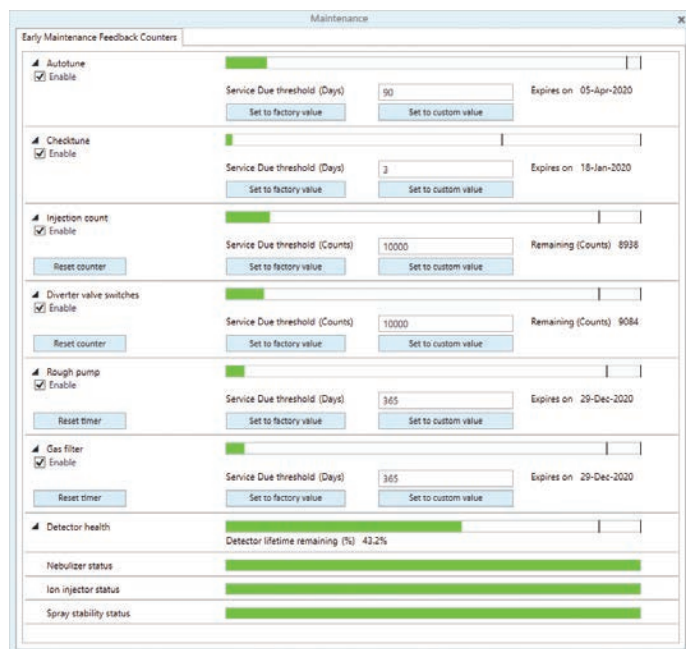 Maintenance
x
Early Maintenance Feedback Counters
Autotune
Enable
Service Due threshold (Days) 90 Expires on 05-Apr-2020
Set to factory value Set to custom value
Checktune
Enable
Service Due threshold (Days) 3 Expires on 18-Jan-2020
Set to factory value Set to custom value
Injection count
Enable
Service Due threshold (Counts) 10000 Remaining (Counts) 8938
Reset counter Set to factory value Set to custom value
Diverter valve switches
Enable
Service Due threshold (Counts) 10000 Remaining (Counts) 9084
Reset counter Set to factory value Set to custom value
Rough pump
Enable
Service Due threshold (Days) 365 Expires on 29-Dec-2020
Reset timer Set to factory value Set to custom value
Gas filter
Enable
Service Due threshold (Days) 365 Expires on 29-Dec-2020
Reset timer Set to factory value Set to custom value
Detector health
Detector lifetime remaining (%) 43.2%
Nebulizer status
Ion injector status
Spray stability status